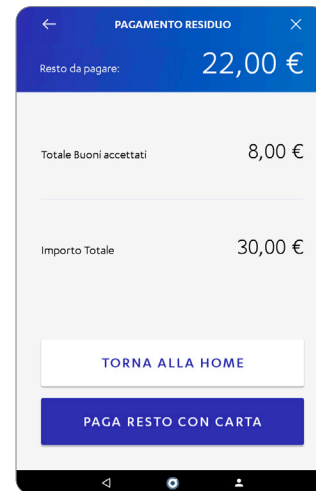 PAGAMENTO RESIDUO
Resto da pagare: 22,00 €
Totale Buoni accettati 8,00 €
Importo Totale 30,00 €
TORNA ALLA HOME
PAGA RESTO CON CARTA